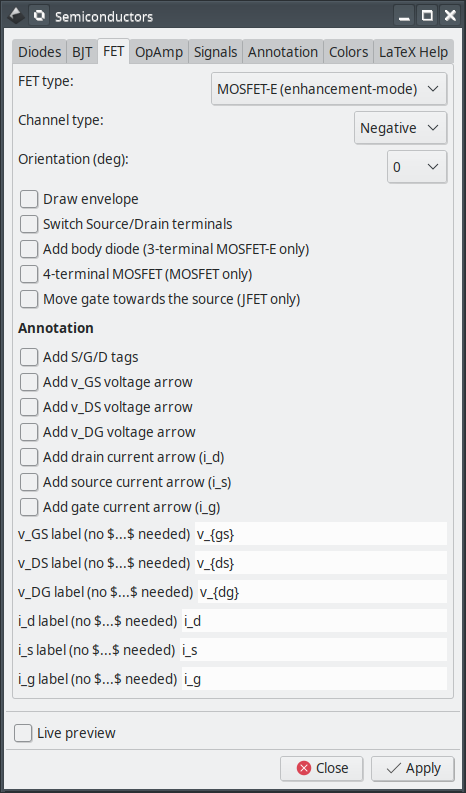 Semiconductors
Diodes BJT FET OpAmp Signals Annotation Colors LaTeX Help
FET type: MOSFET-E (enhancement-mode)
Channel type: Negative
Orientation (deg): 0
Draw envelope
Switch Source/Drain terminals
Add body diode (3-terminal MOSFET-E only)
4-terminal MOSFET (MOSFET only)
Move gate towards the source (JFET only)
Annotation
Add S/G/D tags
Add v_GS voltage arrow
Add v_DS voltage arrow
Add v_DG voltage arrow
Add drain current arrow (i_d)
Add source current arrow (i_s)
Add gate current arrow (i_g)
v_GS label (no $...$ needed) v_{gs}
v_DS label (no $...$ needed) v_{ds}
v_DG label (no $...$ needed) v_{dg}
i_d label (no $...$ needed) i_d
i_s label (no $...$ needed) i_s
i_g label (no $...$ needed) i_g
Live preview
Close Apply